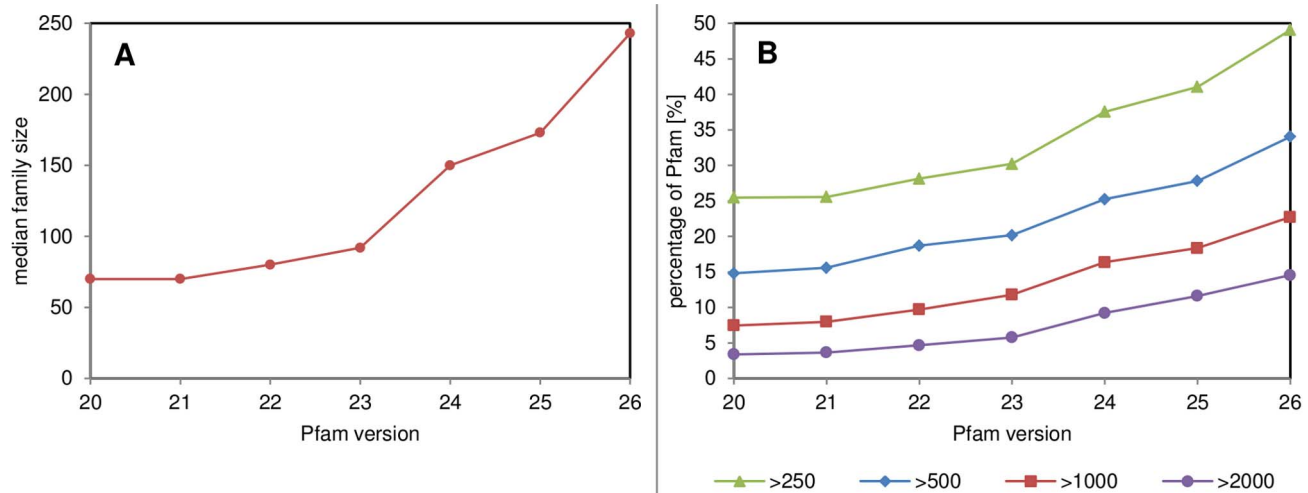 A
median family size
250
200
150
100
50
0
20 21 22 23 24 25 26
Pfam version
B
percentage of Pfam [%]
50
45
40
35
30
25
20
15
10
5
0
20 21 22 23 24 25 26
Pfam version
>250 >500 >1000 >2000